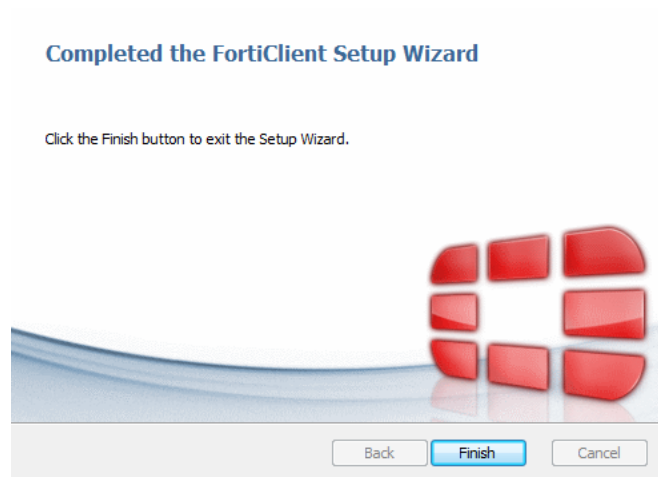 Completed the FortiClient Setup Wizard
Click the Finish button to exit the Setup Wizard.
Back
Finish
Cancel